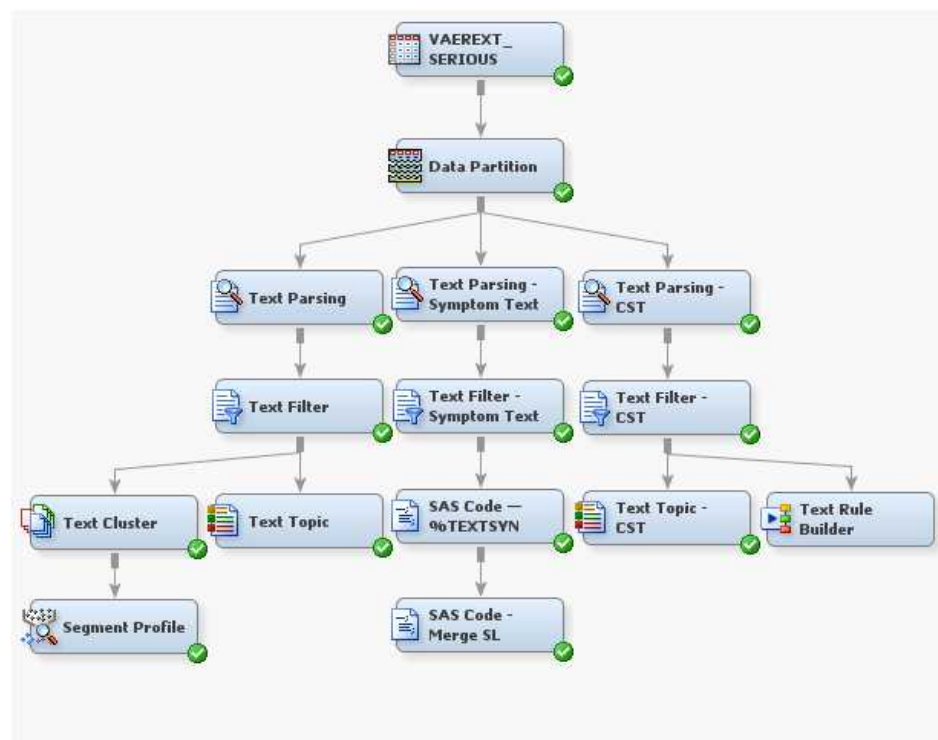 VAEREXT_
SERIOUS
Data Partition
Text Parsing
Text Parsing -
Symptom Text
Text Parsing -
CST
Text Filter
Text Filter -
Symptom Text
Text Filter -
CST
Text Cluster
Text Topic
SAS Code —
%TEXTSYN
Text Topic -
CST
Text Rule
Builder
Segment Profile
SAS Code -
Merge SL